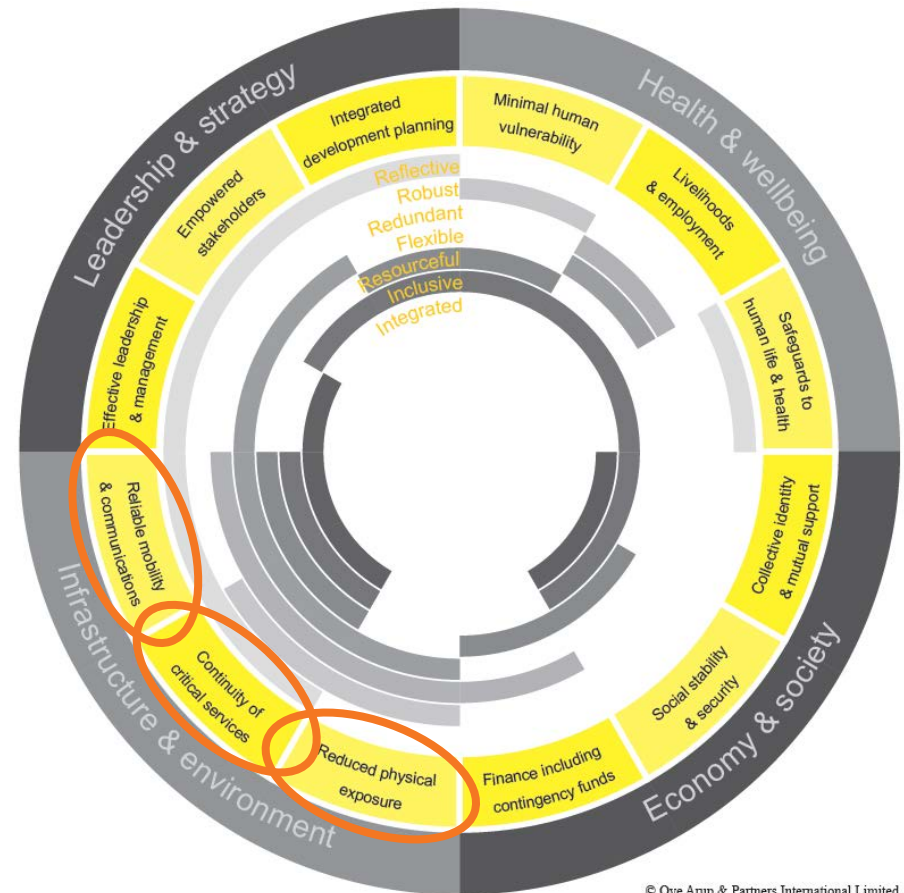 Leadership & strategy
Health & wellbeing
Integrated
development planning
Minimal human
vulnerability
Empowered
stakeholders
Livelihoods
& employment
Effective leadership
& management
Safeguards to
human life & health
Reflective
Robust
Redundant
Flexible
Resourceful
Inclusive
Integrated
Reliable mobility
& communications
Collective identity
& mutual support
Continuity of
critical services
Social stability
& security
Reduced physical
exposure
Finance including
contingency funds
Infrastructure & environment
Economy & society
© Ove Arup & Partners International Limited